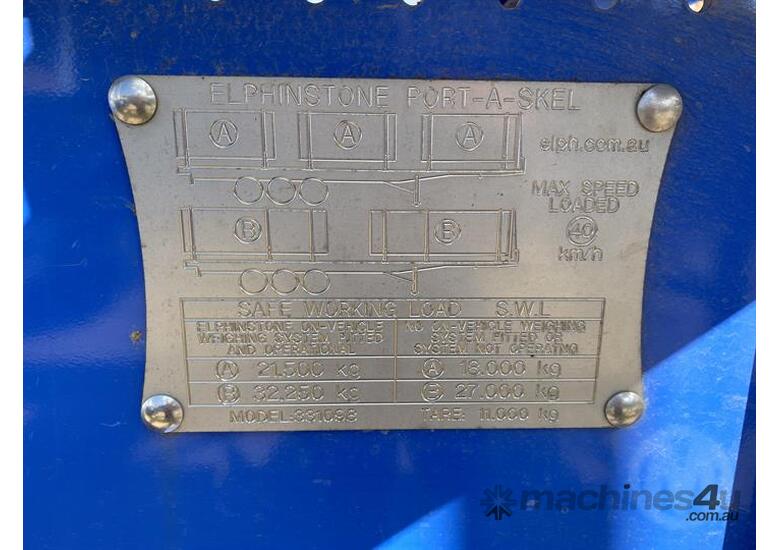 ELPHINSTONE PORT-A-SKEL
A A A
elph.com.au
MAX SPEED
LOADED
40
km/h
B B
SAFE WORKING LOAD S.W.L
ELPHINSTONE ON-VEHICLE
WEIGHING SYSTEM FITTED
AND OPERATIONAL
NO ON-VEHICLE WEIGHING
SYSTEM FITTED OR
SYSTEM NOT OPERATING
A 21,500 kg
A 18,000 kg
B 32,250 kg
B 27,000 kg
MODEL: TARE: 11,000 kg
machines4u
.com.au